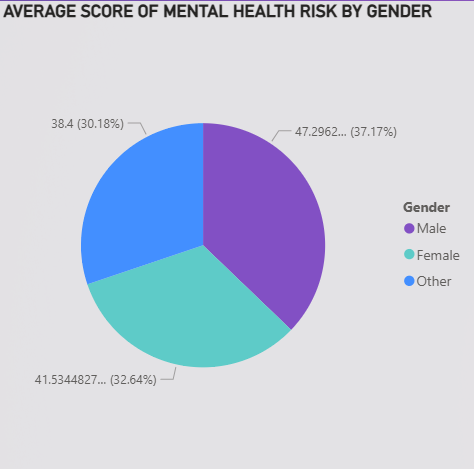 AVERAGE SCORE OF MENTAL HEALTH RISK BY GENDER
38.4 (30.18%)
47.2962... (37.17%)
Gender
Male
Female
Other
41.5344827... (32.64%)